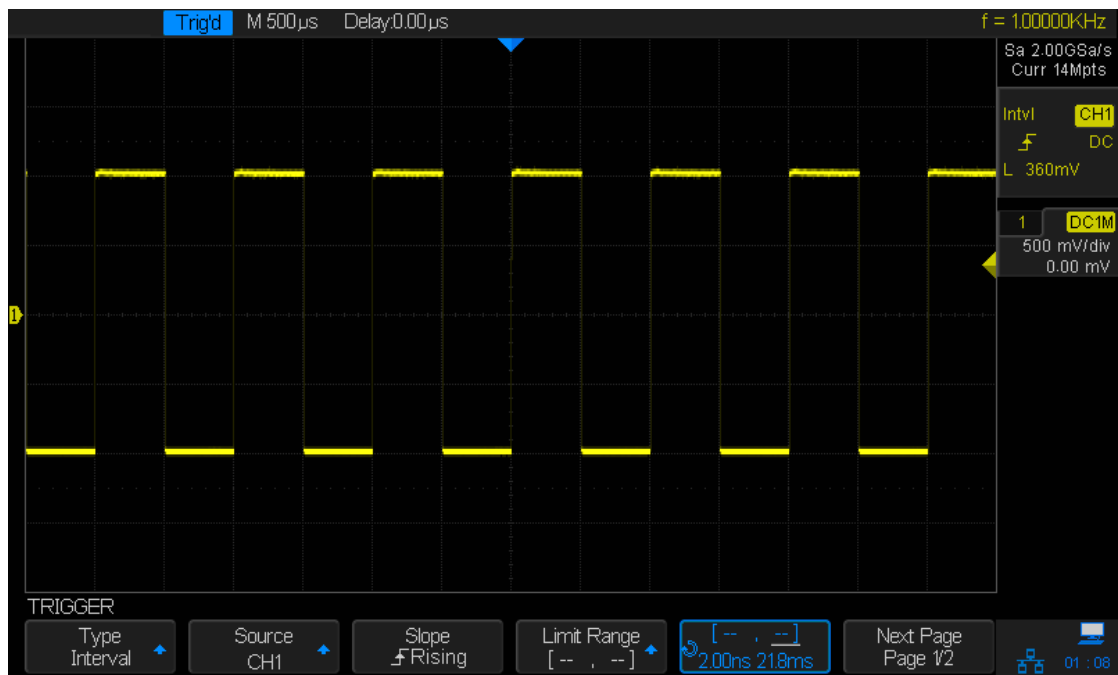 Trig'd M 500µs Delay:0.00µs f = 1.00000KHz
Sa 2.00GSa/s
Curr 14Mpts
Intvl CH1
DC
L 360mV
1 DC1M
500 mV/div
0.00 mV
1
TRIGGER
Type
Interval
Source
CH1
Slope
Rising
Limit Range
[ -- , -- ]
[ -- , -- ]
2.00ns 21.8ms
Next Page
Page 1/2
01 : 08